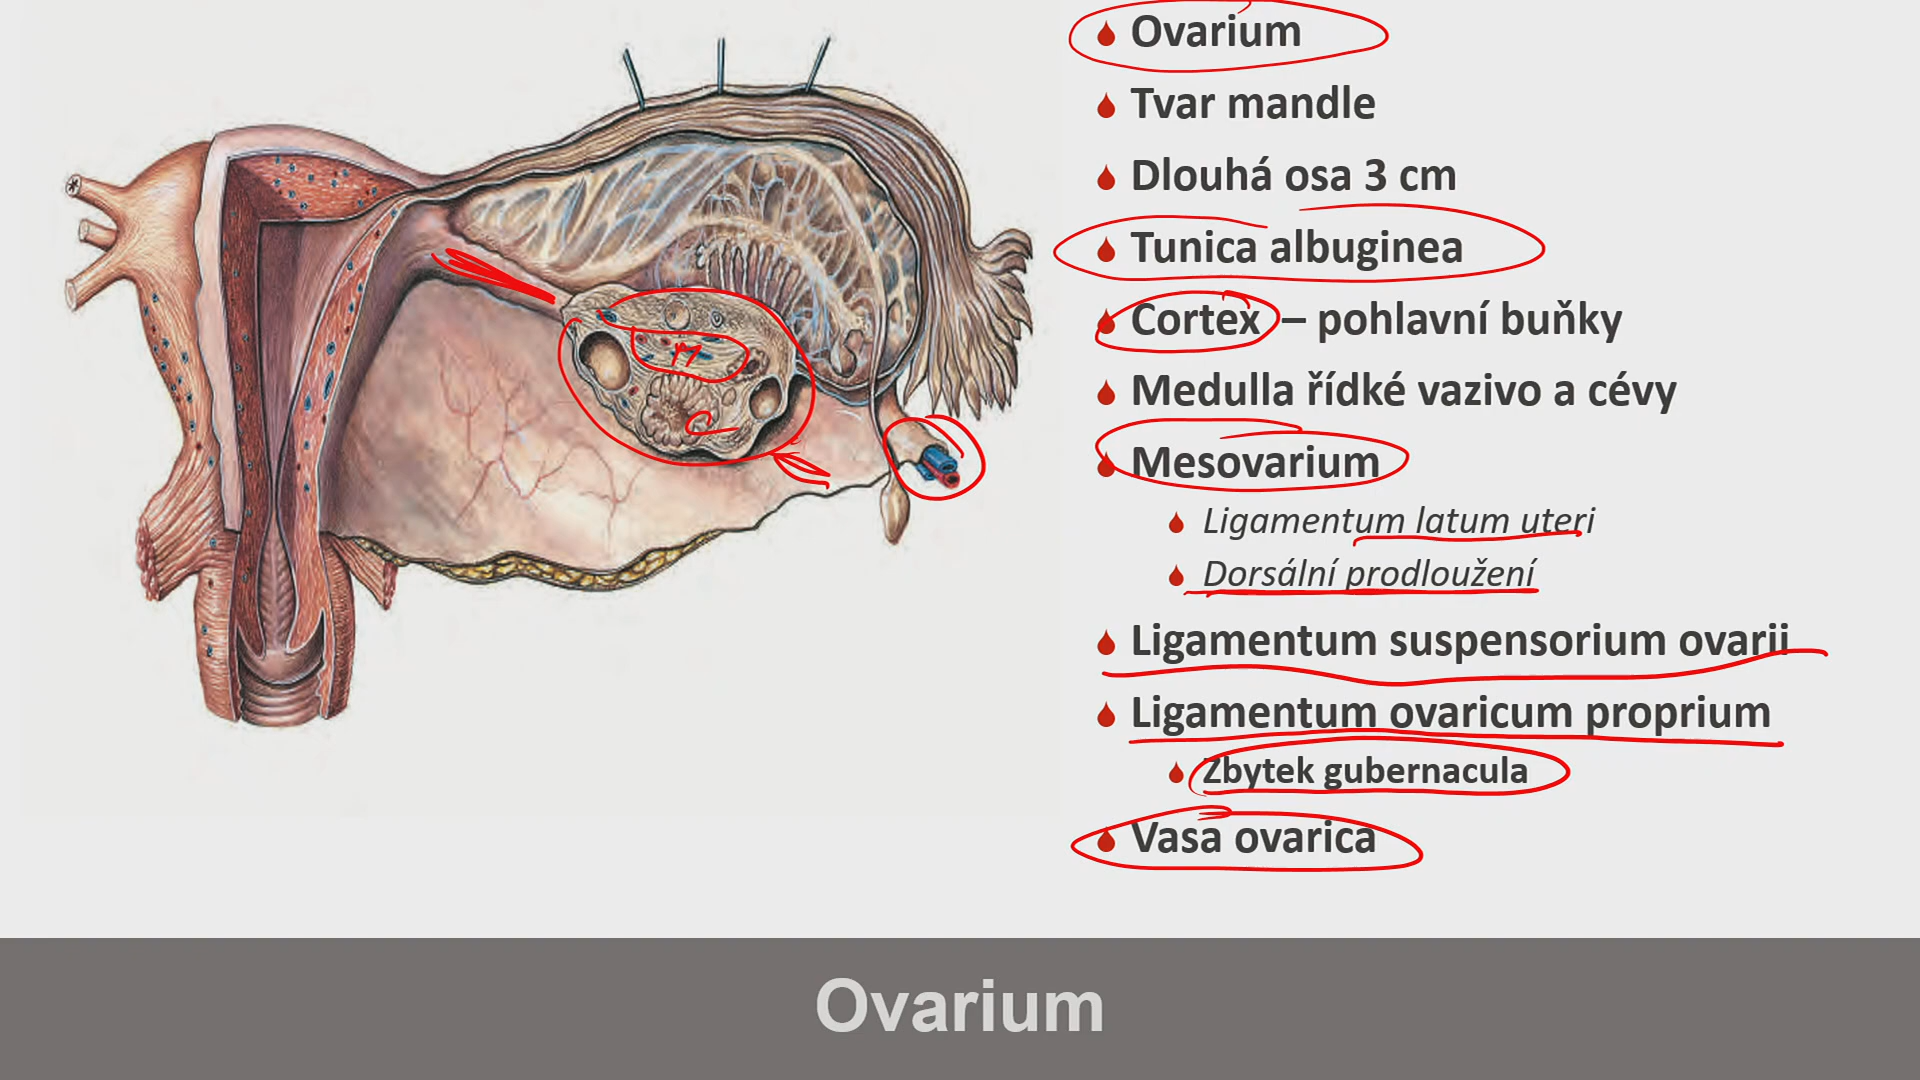 Ovarium
Tvar mandle
Dlouhá osa 3 cm
Tunica albuginea
Cortex – pohlavní buňky
Medulla řídké vazivo a cévy
Mesovarium
Ligamentum latum uteri
Dorsální prodloužení
Ligamentum suspensorium ovarii
Ligamentum ovaricum proprium
Zbytek gubernacula
Vasa ovarica
M
C
Ovarium